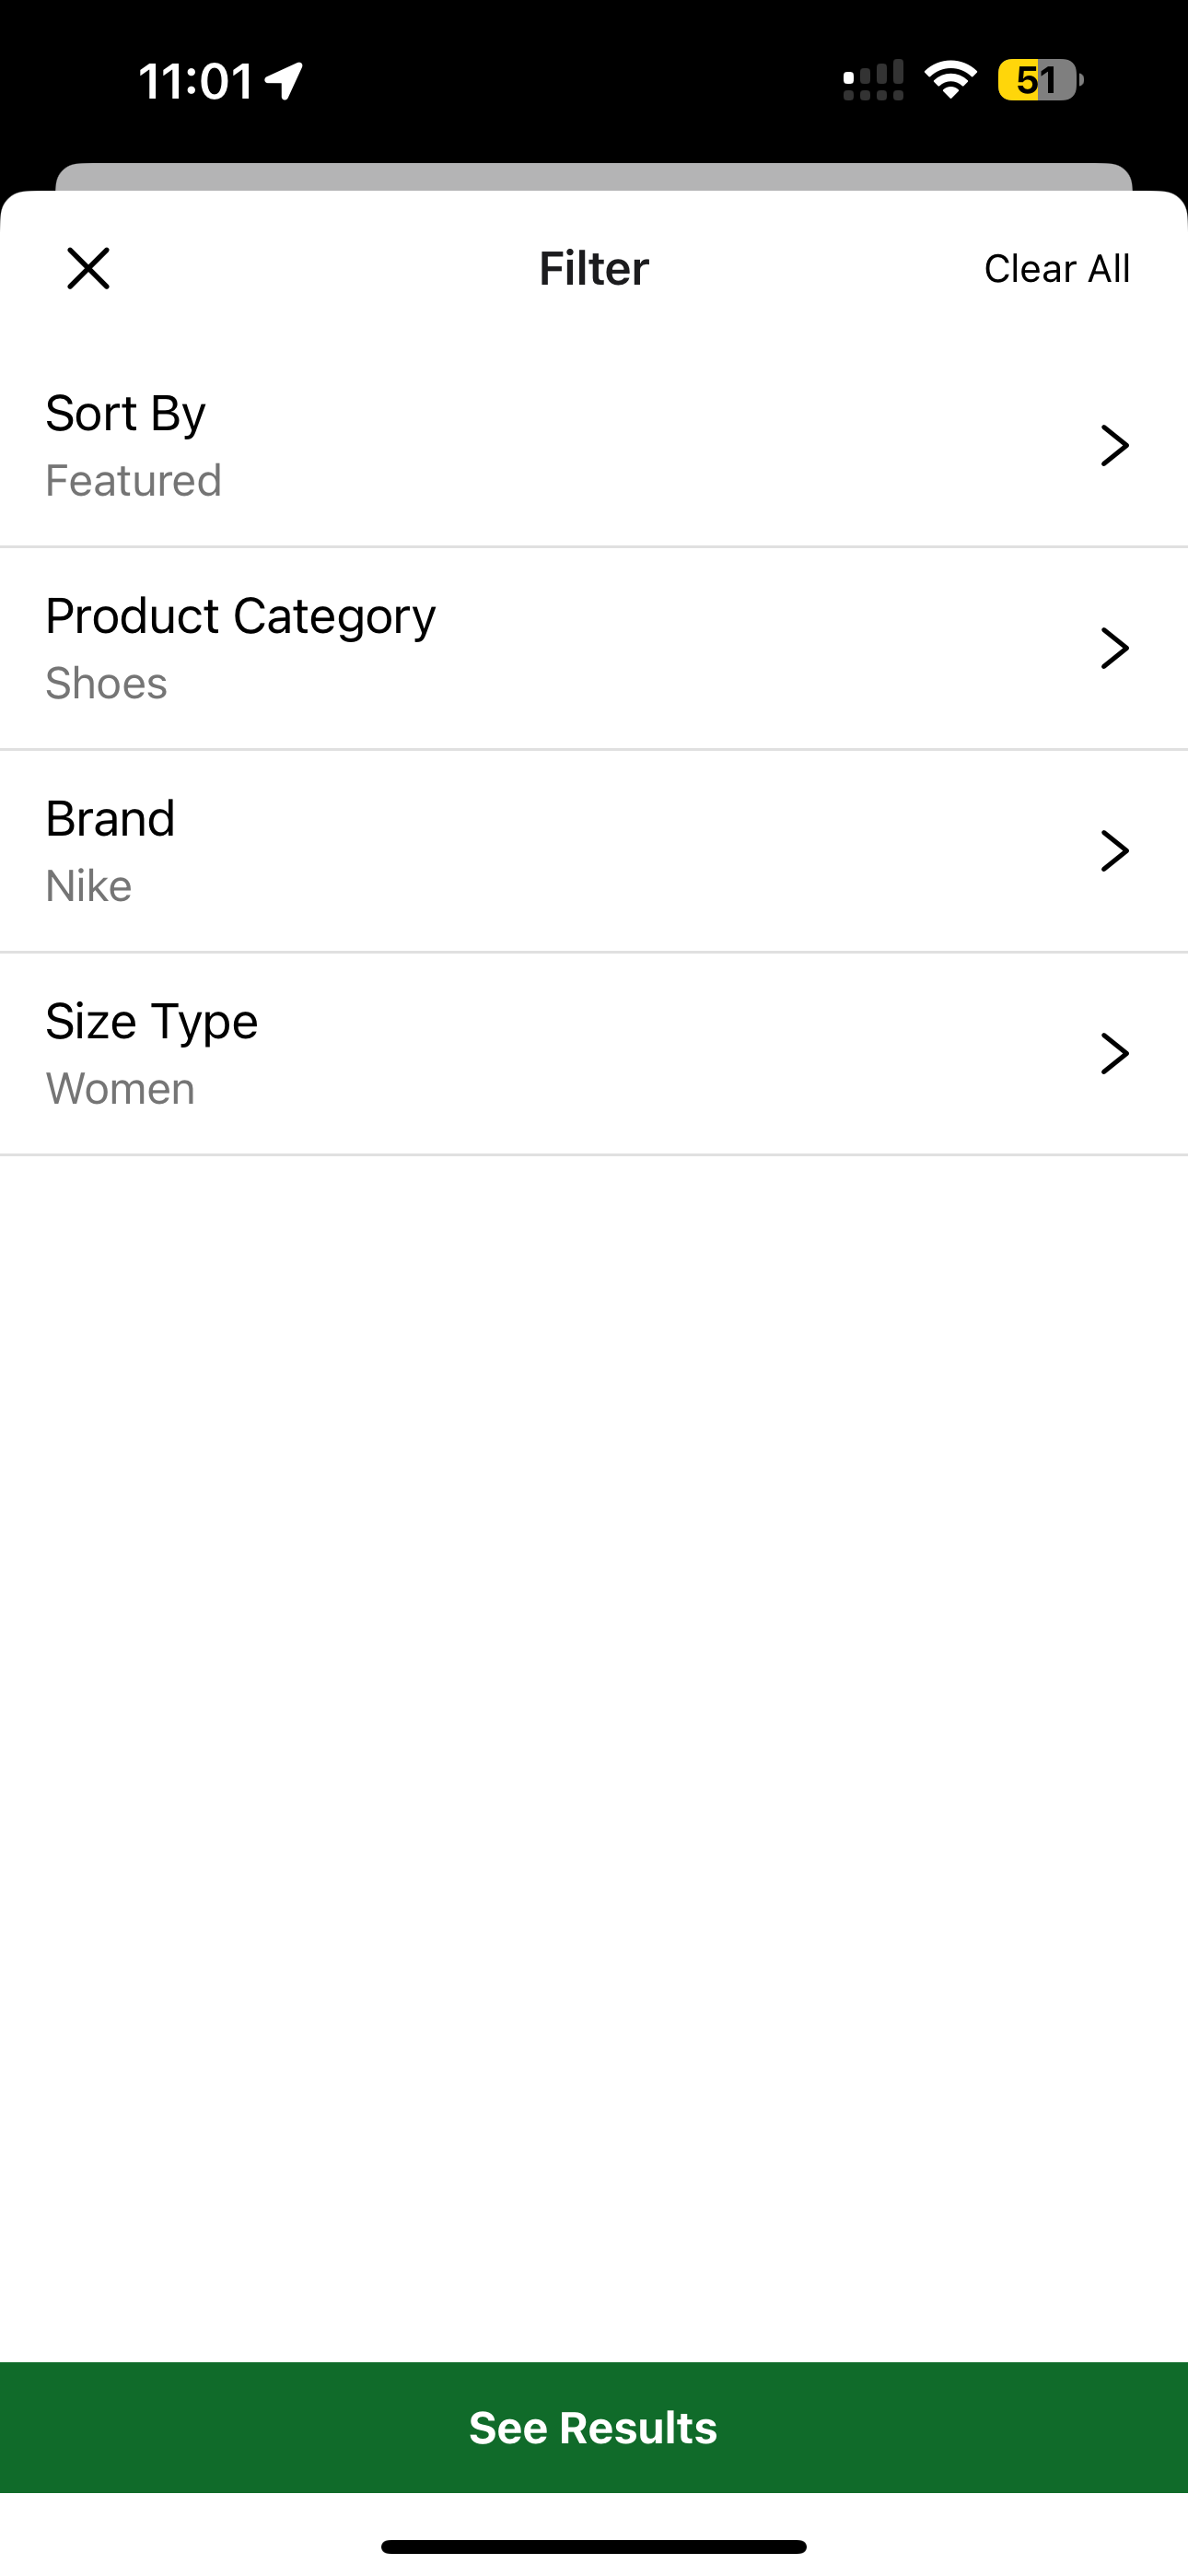 11:01
51
Filter
Clear All
Sort By
Featured
Product Category
Shoes
Brand
Nike
Size Type
Women
See Results